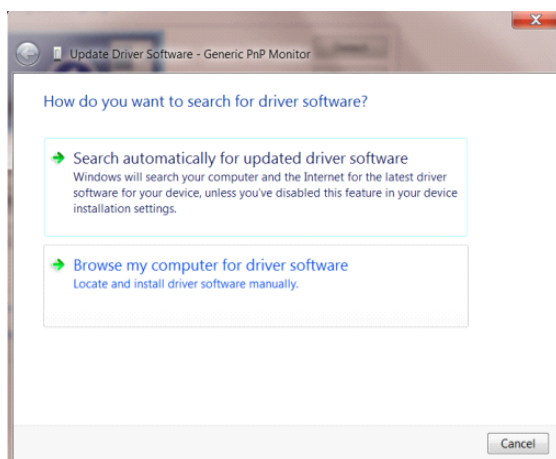 Update Driver Software - Generic PnP Monitor
How do you want to search for driver software?
Search automatically for updated driver software
Windows will search your computer and the Internet for the latest driver
software for your device, unless you've disabled this feature in your device
installation settings.
Browse my computer for driver software
Locate and install driver software manually.
Cancel